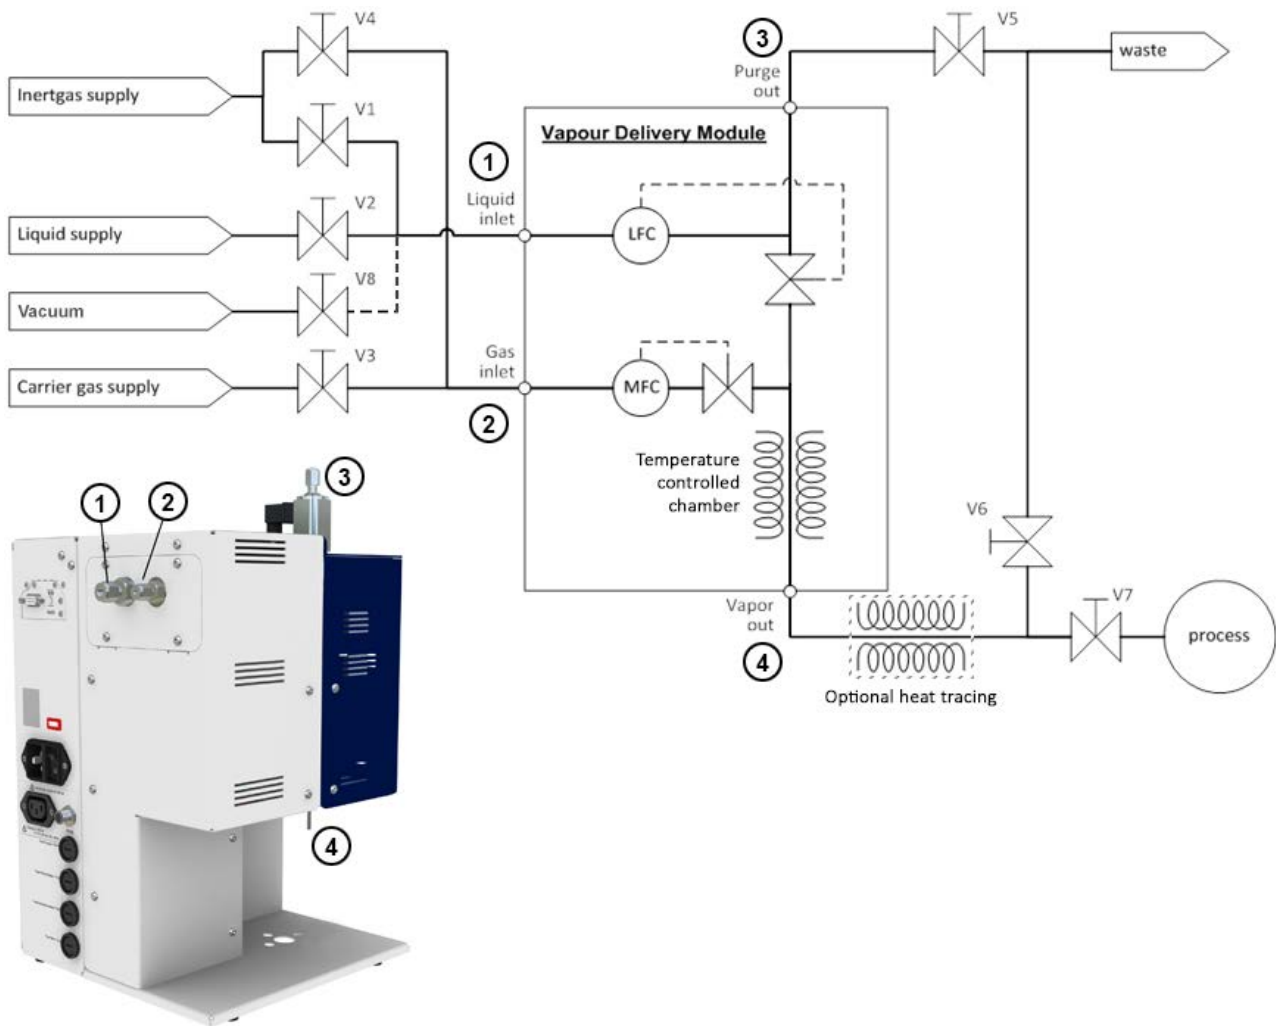 V4
3
V5
waste
Purge
out
Inertgas supply
V1
Vapour Delivery Module
1
Liquid
inlet
V2
Liquid supply
LFC
V8
Vacuum
Gas
inlet
V3
Carrier gas supply
MFC
2
Temperature
controlled
chamber
3
1
2
V6
Vapor
out
V7
process
4
Optional heat tracing
4